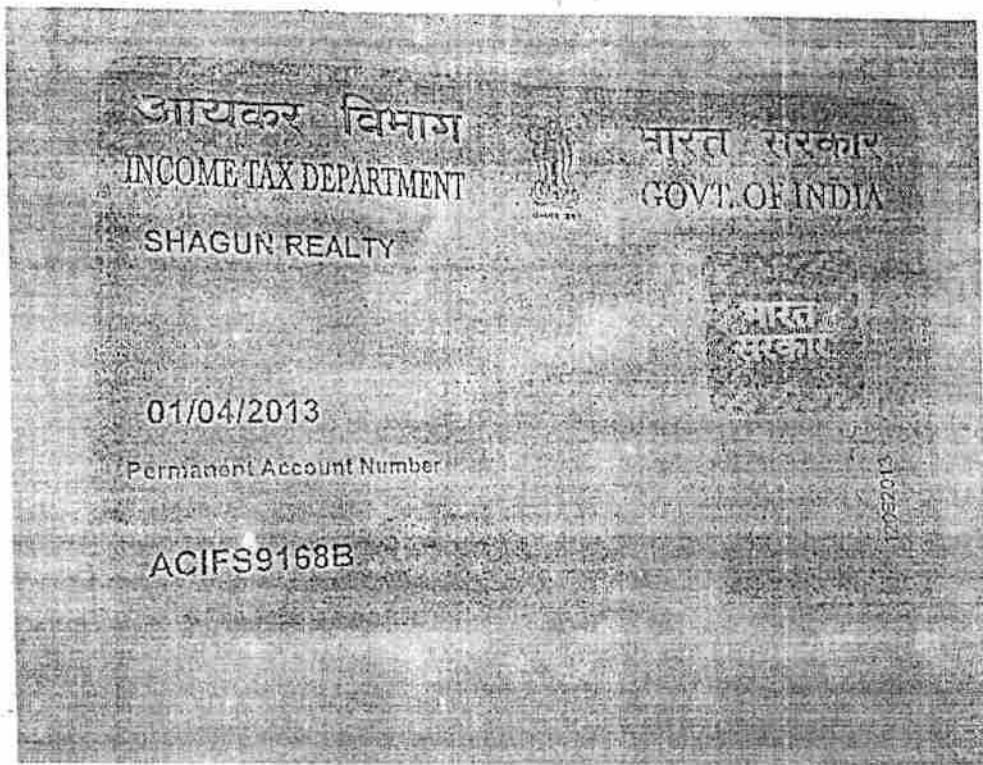 आयकर विभाग
INCOME TAX DEPARTMENT
भारत सरकार
GOVT. OF INDIA
SHAGUN REALTY
भारत
सरकार
01/04/2013
Permanent Account Number
ACIFS9168B